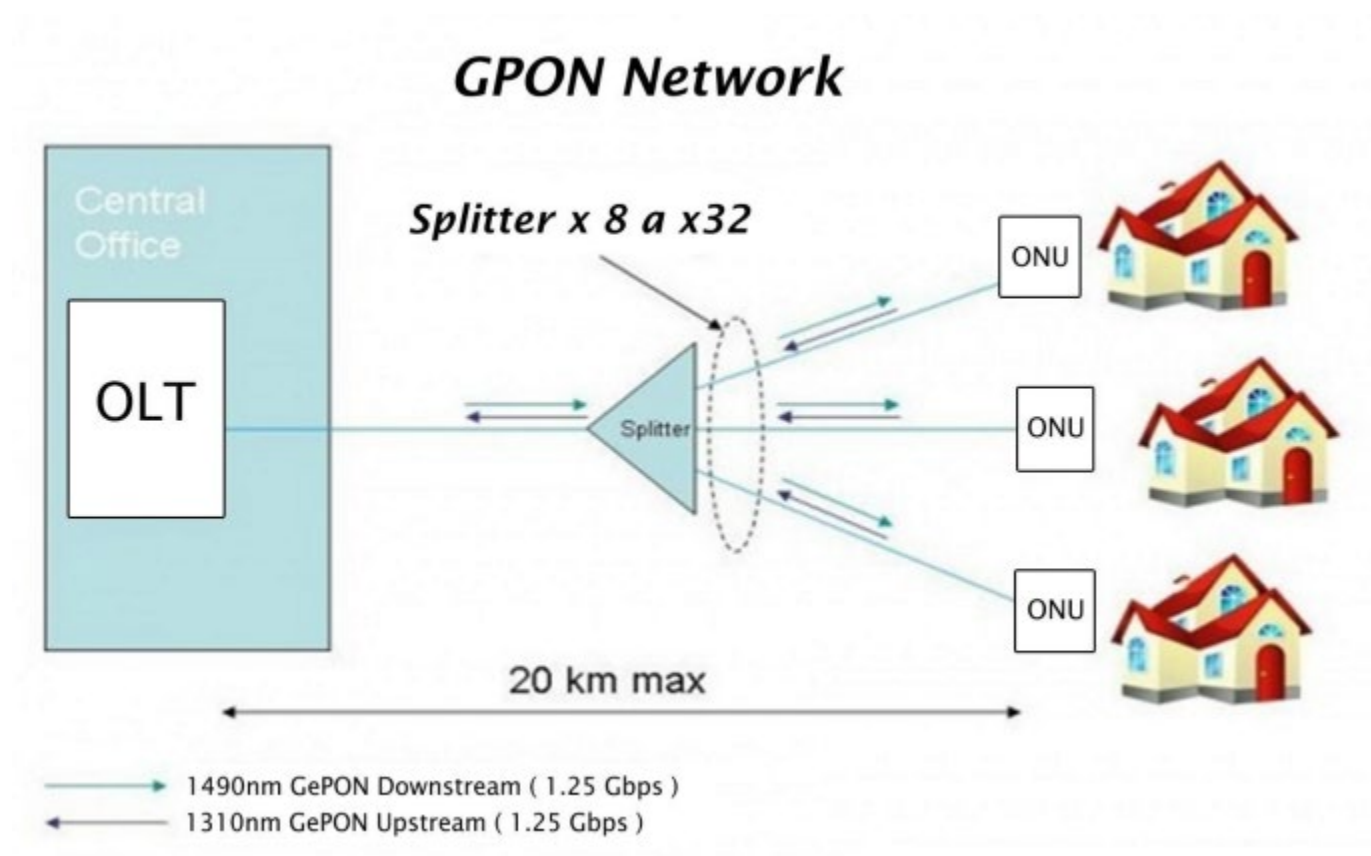 GPON Network
Central
Office
Splitter x 8 a x32
OLT
Splitter
ONU
ONU
ONU
20 km max
1490nm GePON Downstream ( 1.25 Gbps )
1310nm GePON Upstream ( 1.25 Gbps )